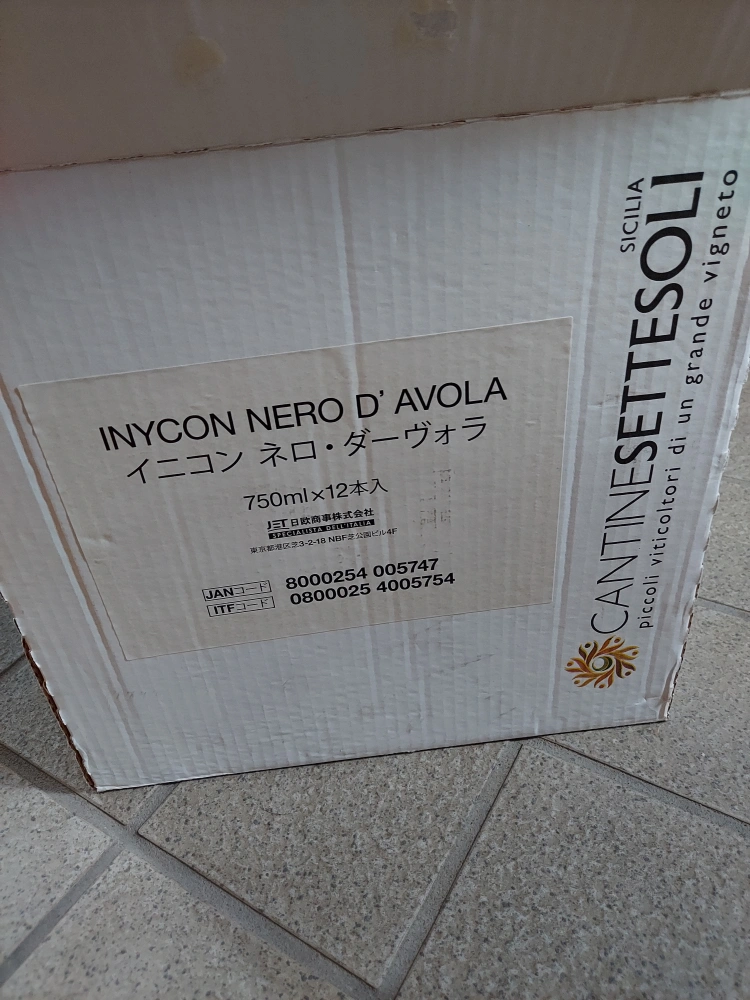 INYCON NERO D' AVOLA
イニコン ネロ・ダーヴォラ
750ml×12本入
JET 日欧商事株式会社
SPECIALISTA DELL'ITALIA
東京都港区芝3-2-18 NBF芝公園ビル4F
JANコード 8000254 005747
ITFコード 0800025 4005754
SICILIA
CANTINESETTESOLI
piccoli viticoltori di un grande vigneto